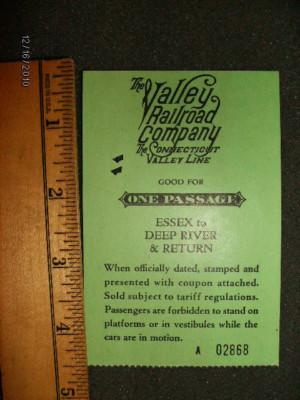 12/16/2010
MADE IN U.S.A.
1
2
3
4
5
The Valley
Railroad
Company
The Connecticut
Valley Line
GOOD FOR
ONE PASSAGE
ESSEX to
DEEP RIVER
& RETURN
When officially dated, stamped and
presented with coupon attached.
Sold subject to tariff regulations.
Passengers are forbidden to stand on
platforms or in vestibules while the
cars are in motion.
A 02868